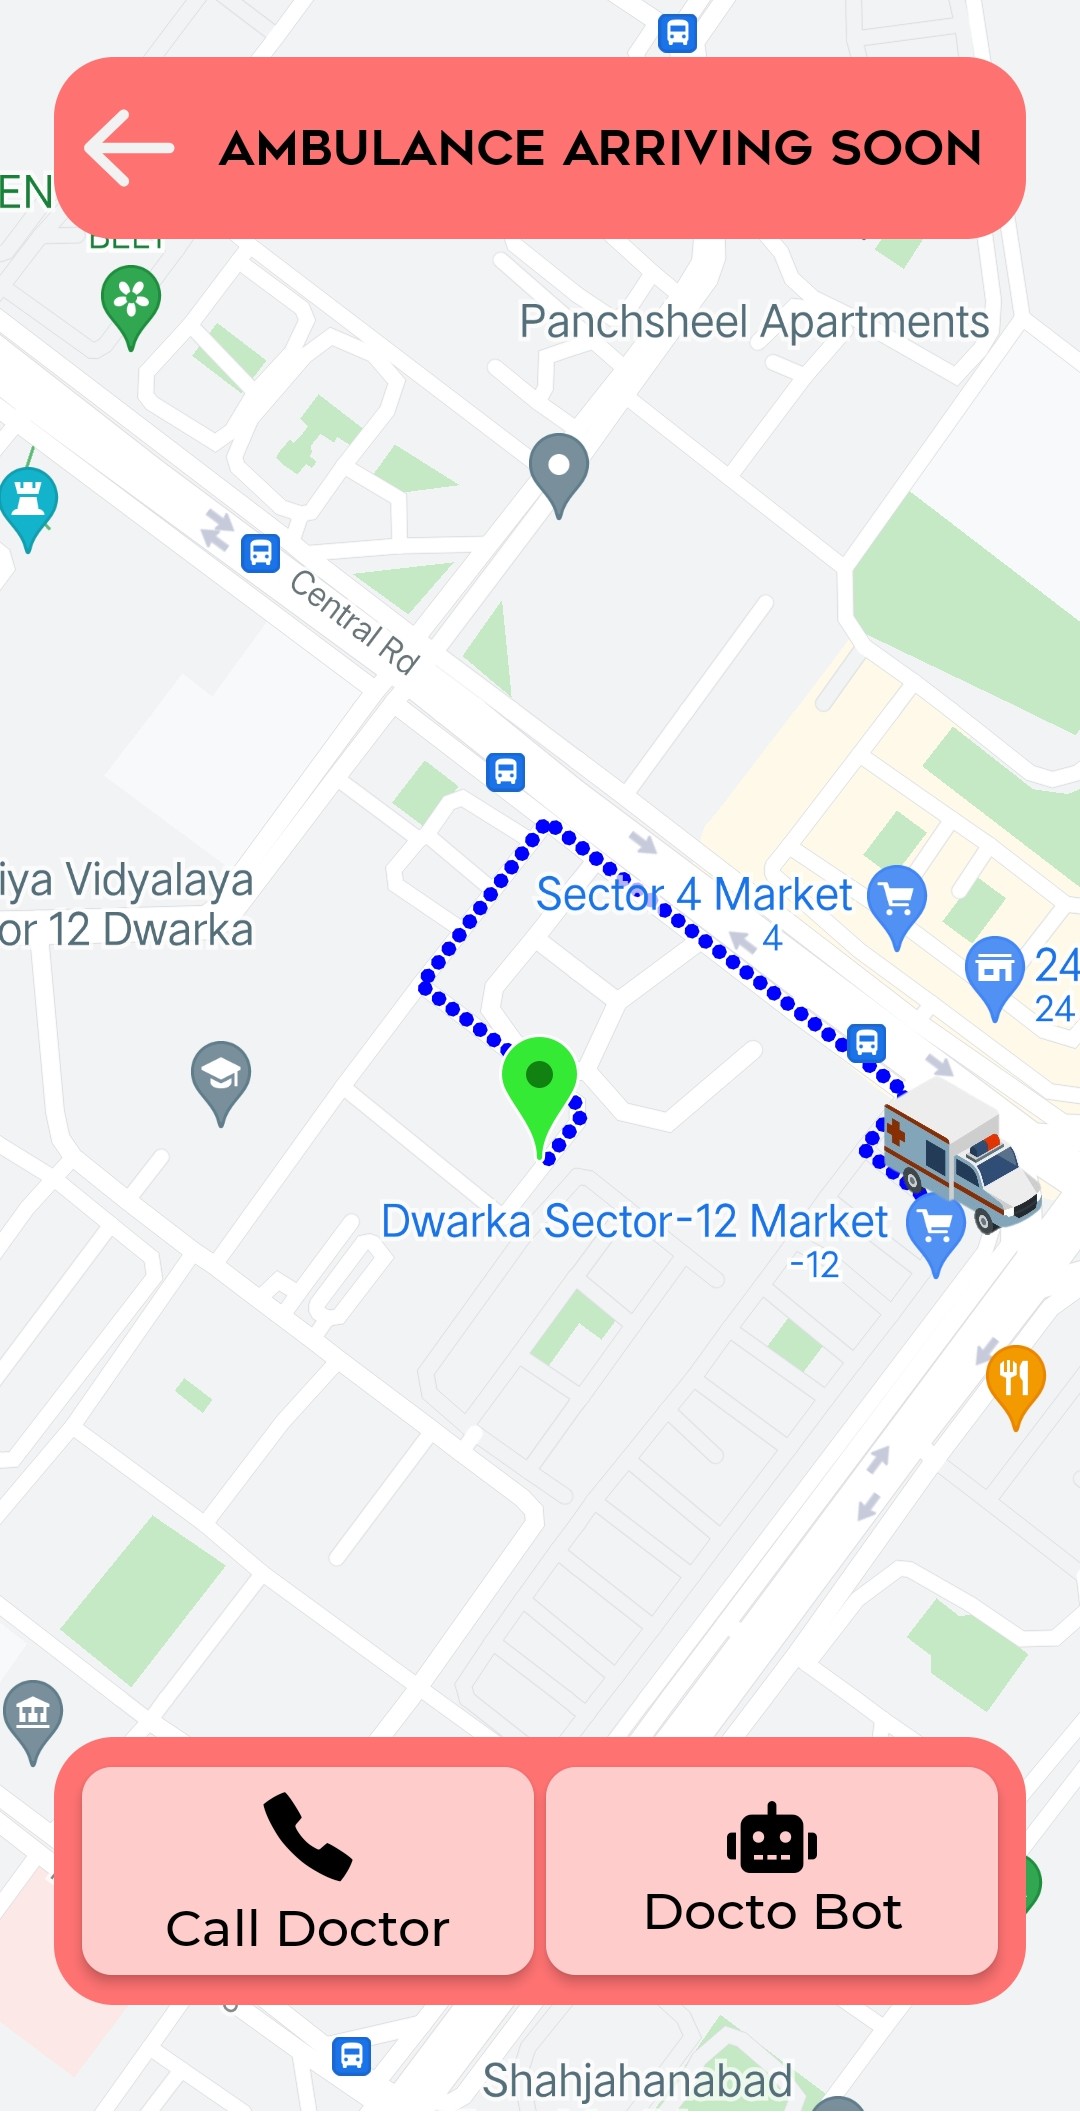 AMBULANCE ARRIVING SOON
EN
Panchsheel Apartments
Central Rd
iya Vidyalaya
or 12 Dwarka
Sector 4 Market
4
24
24
Dwarka Sector-12 Market
-12
Call Doctor
Docto Bot
Shahjahanabad